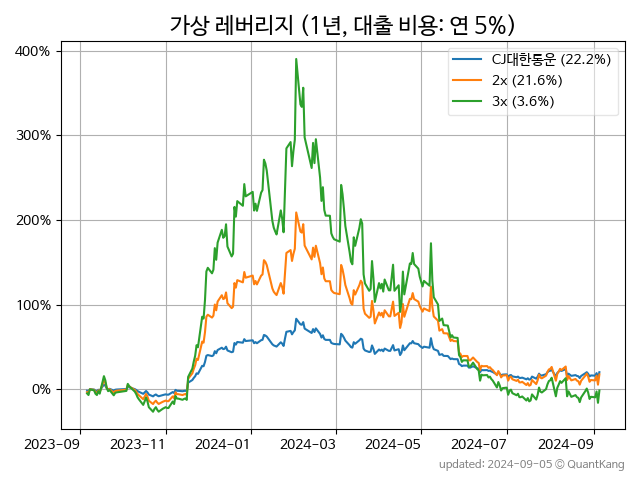 가상 레버리지 (1년, 대출 비용: 연 5%)
CJ대한통운 (22.2%)
2x (21.6%)
3x (3.6%)
400%
300%
200%
100%
0%
2023-09 2023-11 2024-01 2024-03 2024-05 2024-07 2024-09
updated: 2024-09-05 © QuantKang